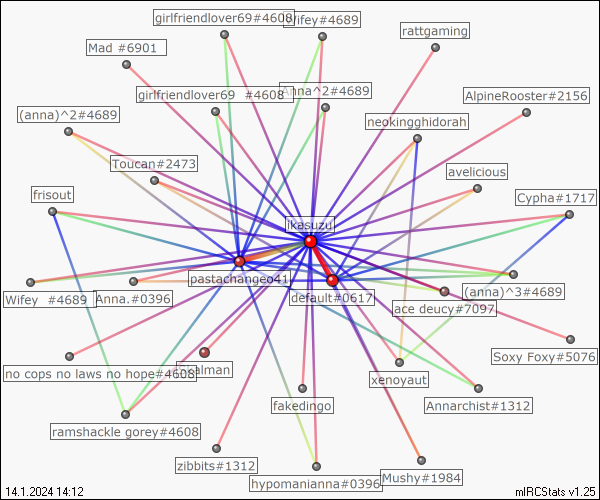 girlfriendlover69#4608
Wifey#4689
rattgaming
Mad #6901
girlfriendlover69 #4608
Anna^2#4689
AlpineRooster#2156
(anna)^2#4689
neokingghidorah
Toucan#2473
avelicious
frisout
Cypha#1717
ikasuzu
pastachangeo41
(anna)^3#4689
Wifey #4689
Anna.#0396
default#0617
ace deucy#7097
Soxy Foxy#5076
no cops no laws no hope#4608
xenoyaut
fakedingo
Annarchist#1312
ramshackle gorey#4608
zibbits#1312
hypomanianna#0396
Mushy#1984
14.1.2024 14:12
mIRCStats v1.25